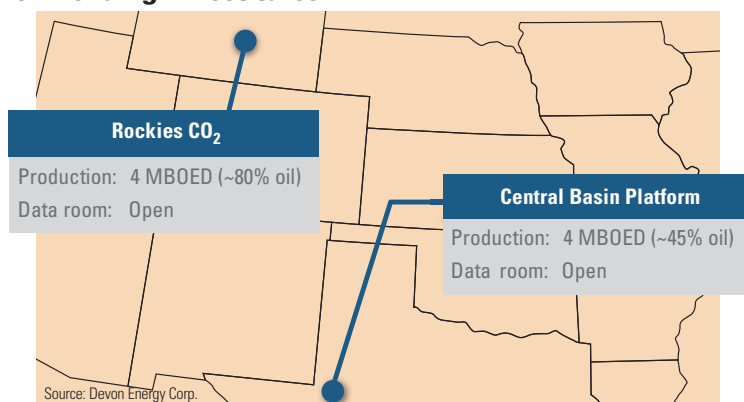 Rockies CO₂
Production: 4 MBOED (~80% oil)
Data room: Open
Central Basin Platform
Production: 4 MBOED (~45% oil)
Data room: Open
Source: Devon Energy Corp.